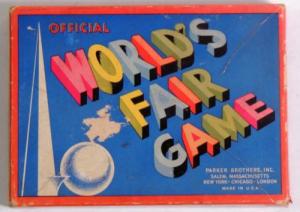 OFFICIAL
WORLD'S
FAIR
GAME
PARKER BROTHERS, INC.
SALEM, MASSACHUSETTS
NEW YORK · CHICAGO · LONDON
MADE IN U.S.A.